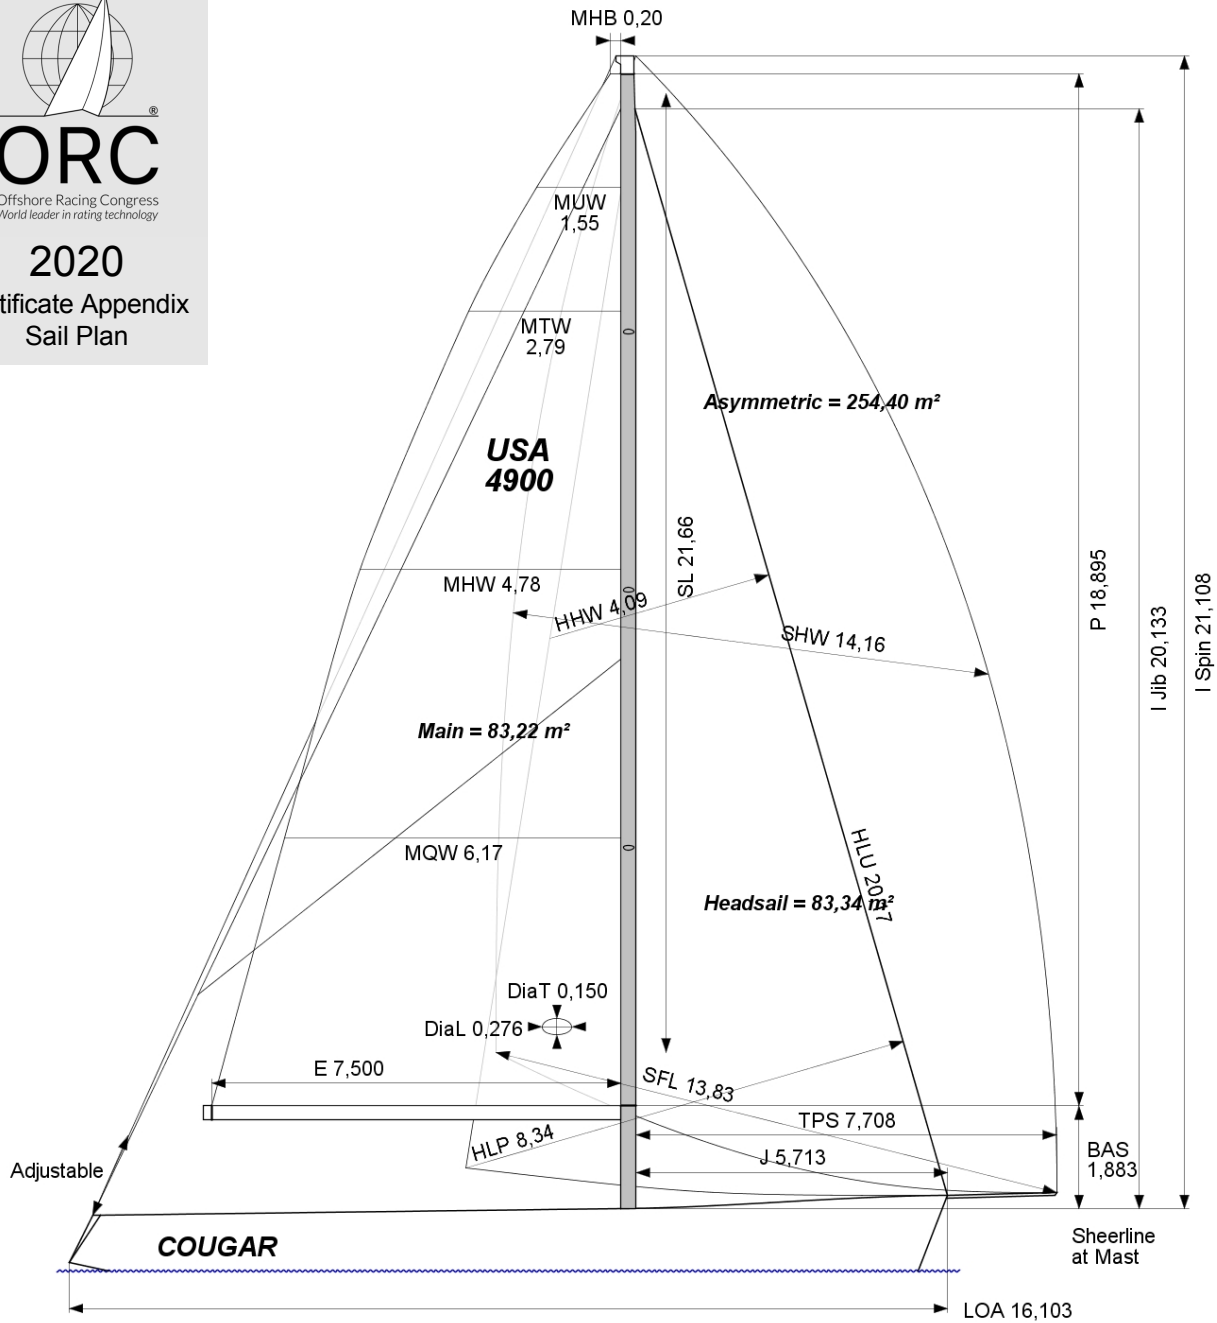 MHB 0,20
®
ORC
Offshore Racing Congress
World leader in rating technology
2020
tificate Appendix
Sail Plan
MUW
1,55
MTW
2,79
Asymmetric = 254,40 m²
USA
4900
SL 21,66
P 18,895
I Jib 20,133
I Spin 21,108
MHW 4,78
HHW 4,09
SHW 14,16
Main = 83,22 m²
MQW 6,17
HLU
Headsail = 83,34 m²
DiaT 0,150
DiaL 0,276
E 7,500
SFL 13,83
TPS 7,708
HLP 8,34
J 5,713
BAS
1,883
Adjustable
COUGAR
Sheerline
at Mast
LOA 16,103